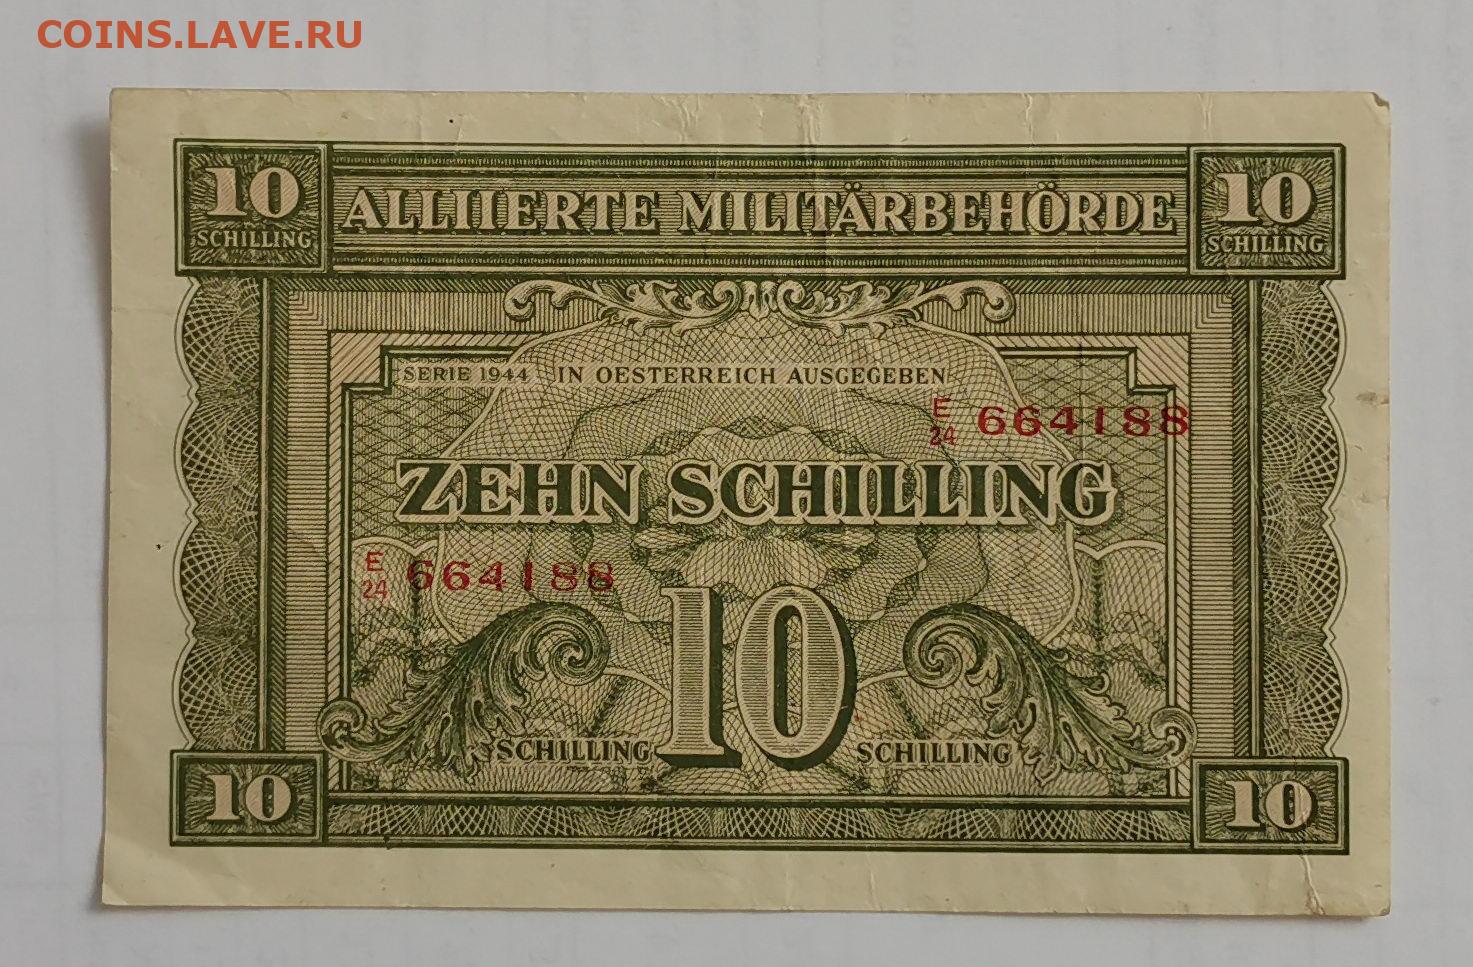 COINS.LAVE.RU
10 ALLIIERTE MILITÄRBEHÖRDE 10
SCHILLING SCHILLING
SERIE 1944 IN OESTERREICH AUSGEGEBEN
E
24 664188
ZEHN SCHILLING
E
24 664188
SCHILLING 10 SCHILLING
10 10